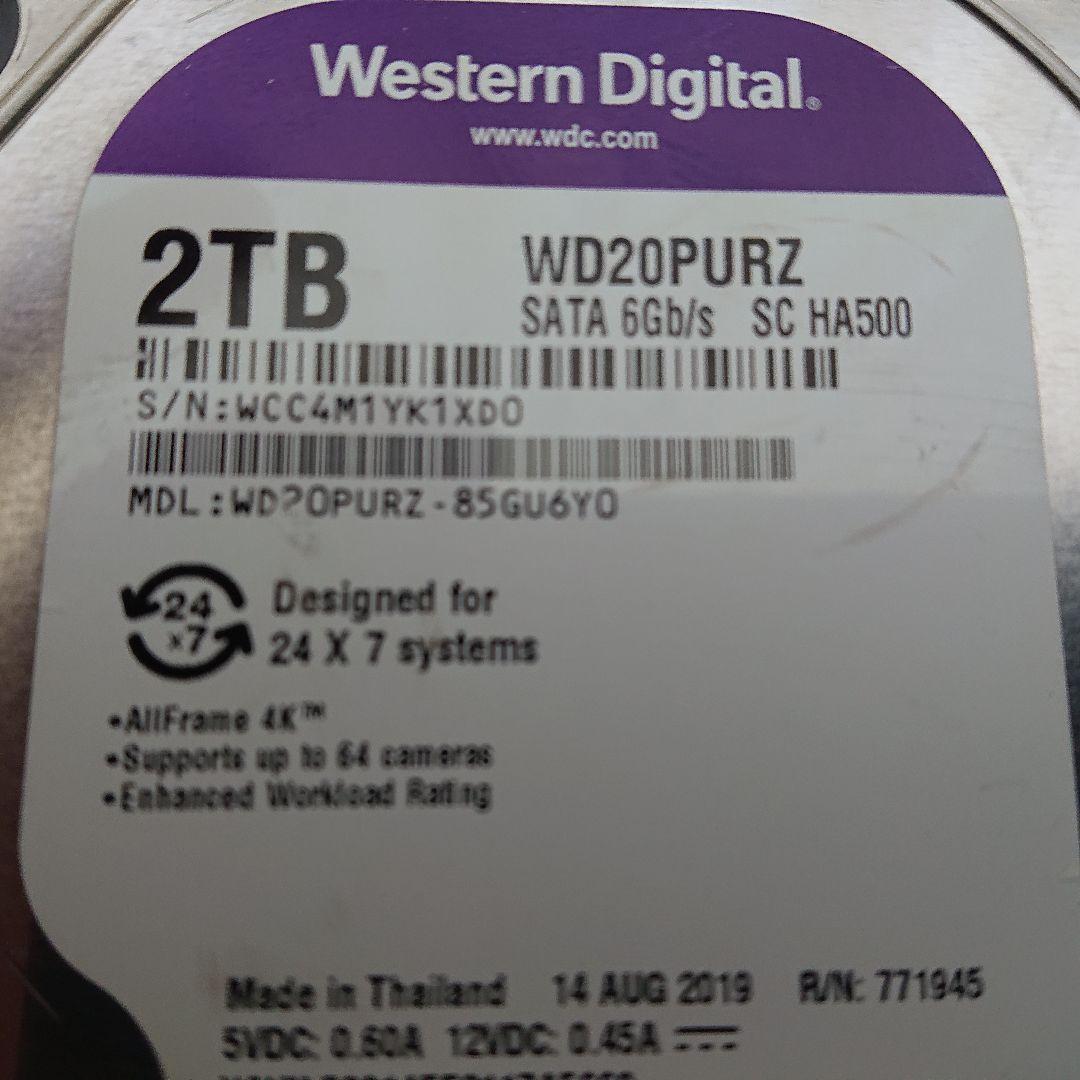 Western Digital®
www.wdc.com
2TB
WD20PURZ
SATA 6Gb/s SC HA500
S/N:WCC4M1YK1XD0
MDL:WD20PURZ-85GU6Y0
24
x7
Designed for
24 X 7 systems
•AllFrame 4K™
•Supports up to 64 cameras
•Enhanced Workload Rating
Made in Thailand 14 AUG 2019 R/N: 771945
5VDC: 0.60A 12VDC: 0.45A